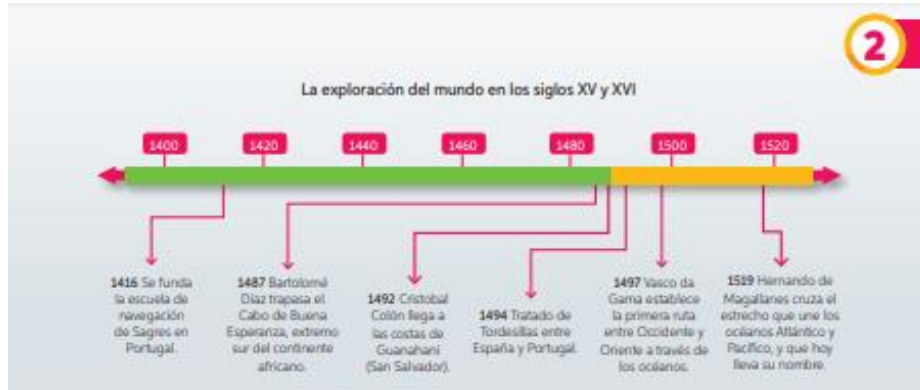 2
La exploración del mundo en los siglos XV y XVI
1400
1420
1440
1460
1480
1500
1520
1416 Se funda
la escuela de
navegación
de Sagres en
Portugal.
1487 Bartolomé
Díaz traspasa el
Cabo de Buena
Esperanza, extremo
sur del continente
africano.
1492 Cristobal
Colón llega a
las costas de
Guanahaní
(San Salvador).
1494 Tratado de
Tordesillas entre
España y Portugal.
1497 Vasco da
Gama establece
la primera ruta
entre Occidente y
Oriente a través de
los océanos.
1519 Hernando de
Magallanes cruza el
estrecho que une los
océanos Atlántico y
Pacífico, y que hoy
lleva su nombre.